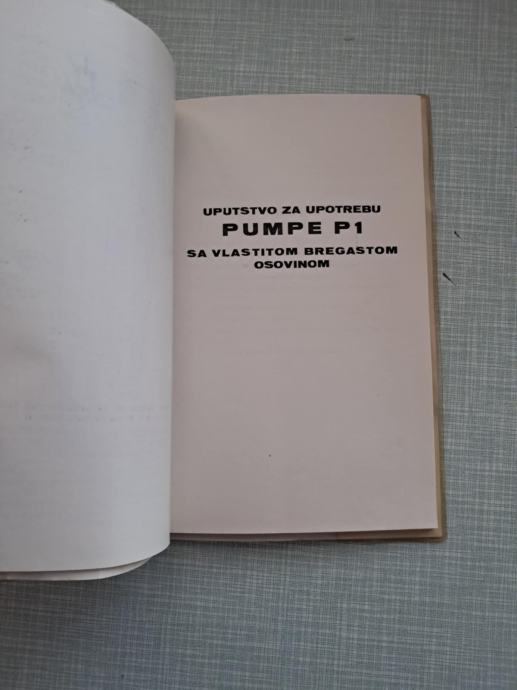 UPUTSTVO ZA UPOTREBU
PUMPE P1
SA VLASTITOM BREGASTOM
OSOVINOM